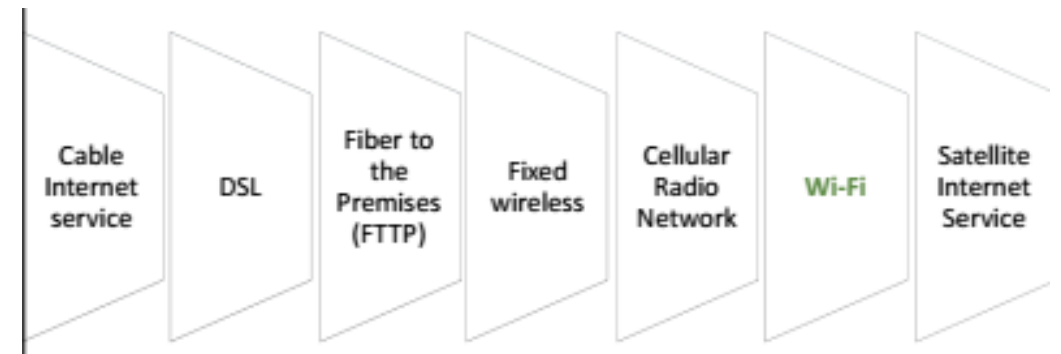 Cable
Internet
service
DSL
Fiber to
the
Premises
(FTTP)
Fixed
wireless
Cellular
Radio
Network
Wi-Fi
Satellite
Internet
Service